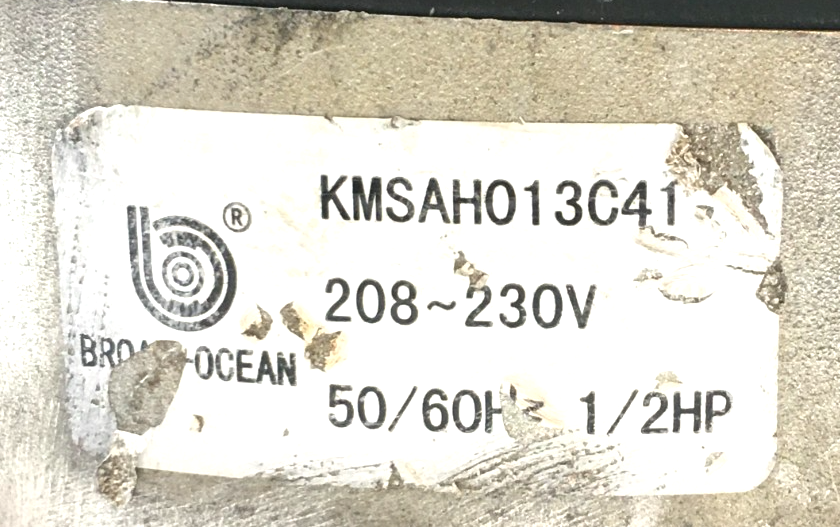 KMSAH013C41
®
208~230V
-OCEAN
50/60H 1/2HP